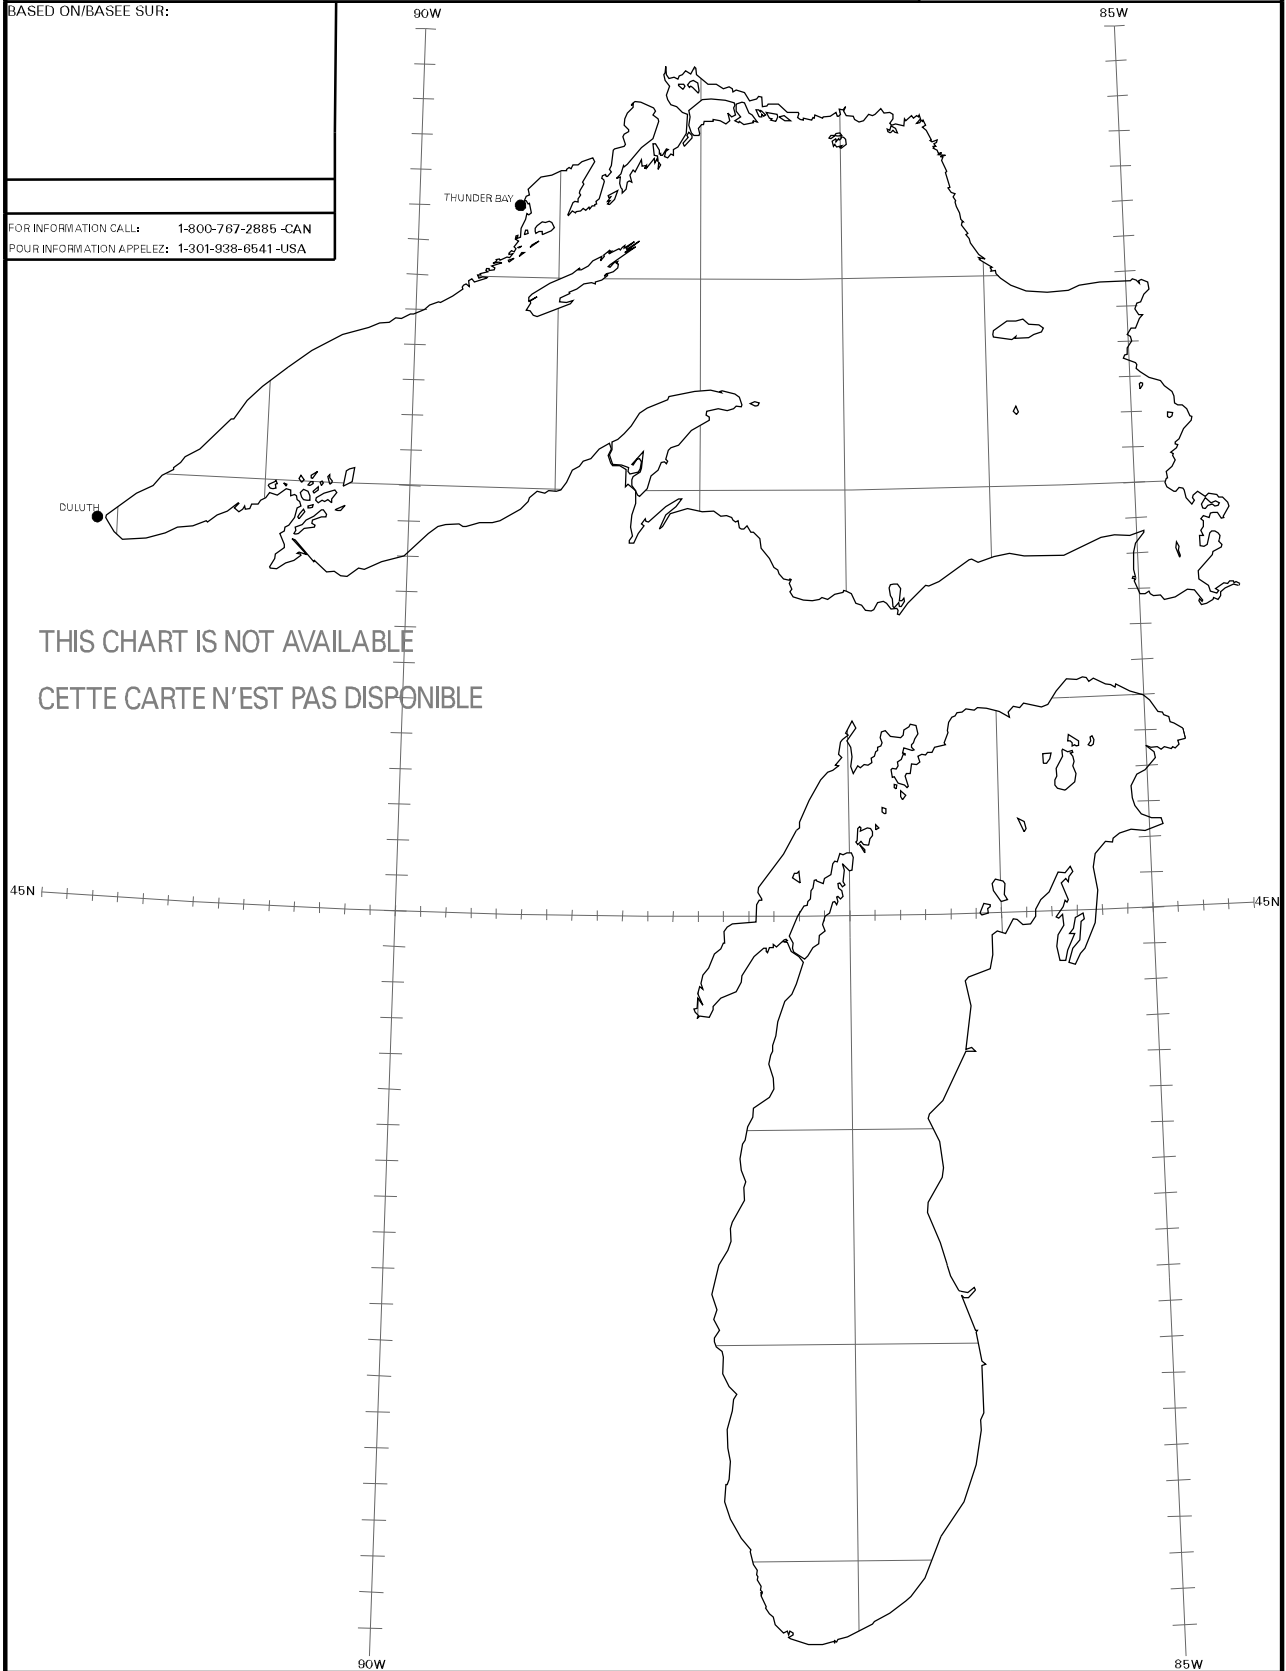 BASED ON/BASEE SUR:
90W
85W
THUNDER BAY
FOR INFORMATION CALL: 1-800-767-2885 -CAN
POUR INFORMATION APPELEZ: 1-301-938-6541 -USA
DULUTH
THIS CHART IS NOT AVAILABLE
CETTE CARTE N'EST PAS DISPONIBLE
45N
45N
90W
85W